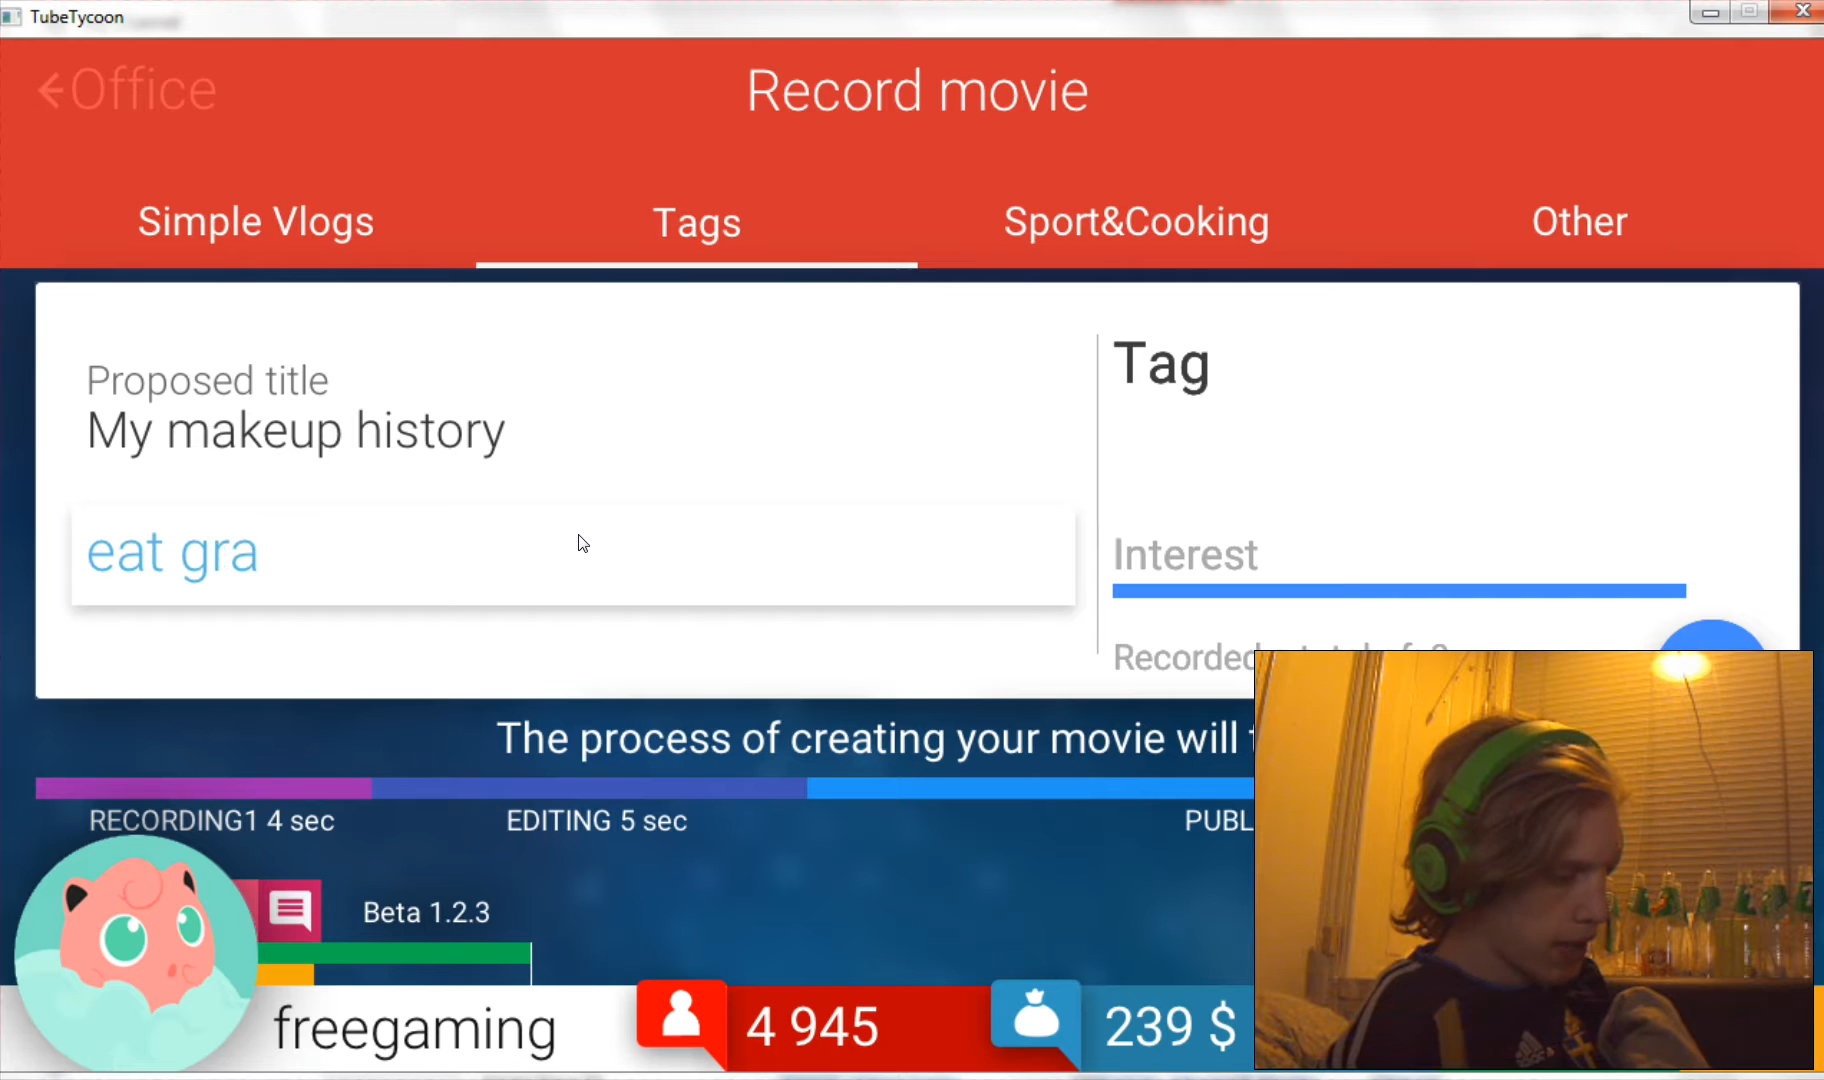 TubeTycoon
Office
Record movie
Simple Vlogs
Tags
Sport&Cooking
Other
Proposed title
My makeup history
eat gra
Tag
Interest
Recorded
The process of creating your movie will
RECORDING1 4 sec
EDITING 5 sec
PUBL
Beta 1.2.3
freegaming
4 945
239 $